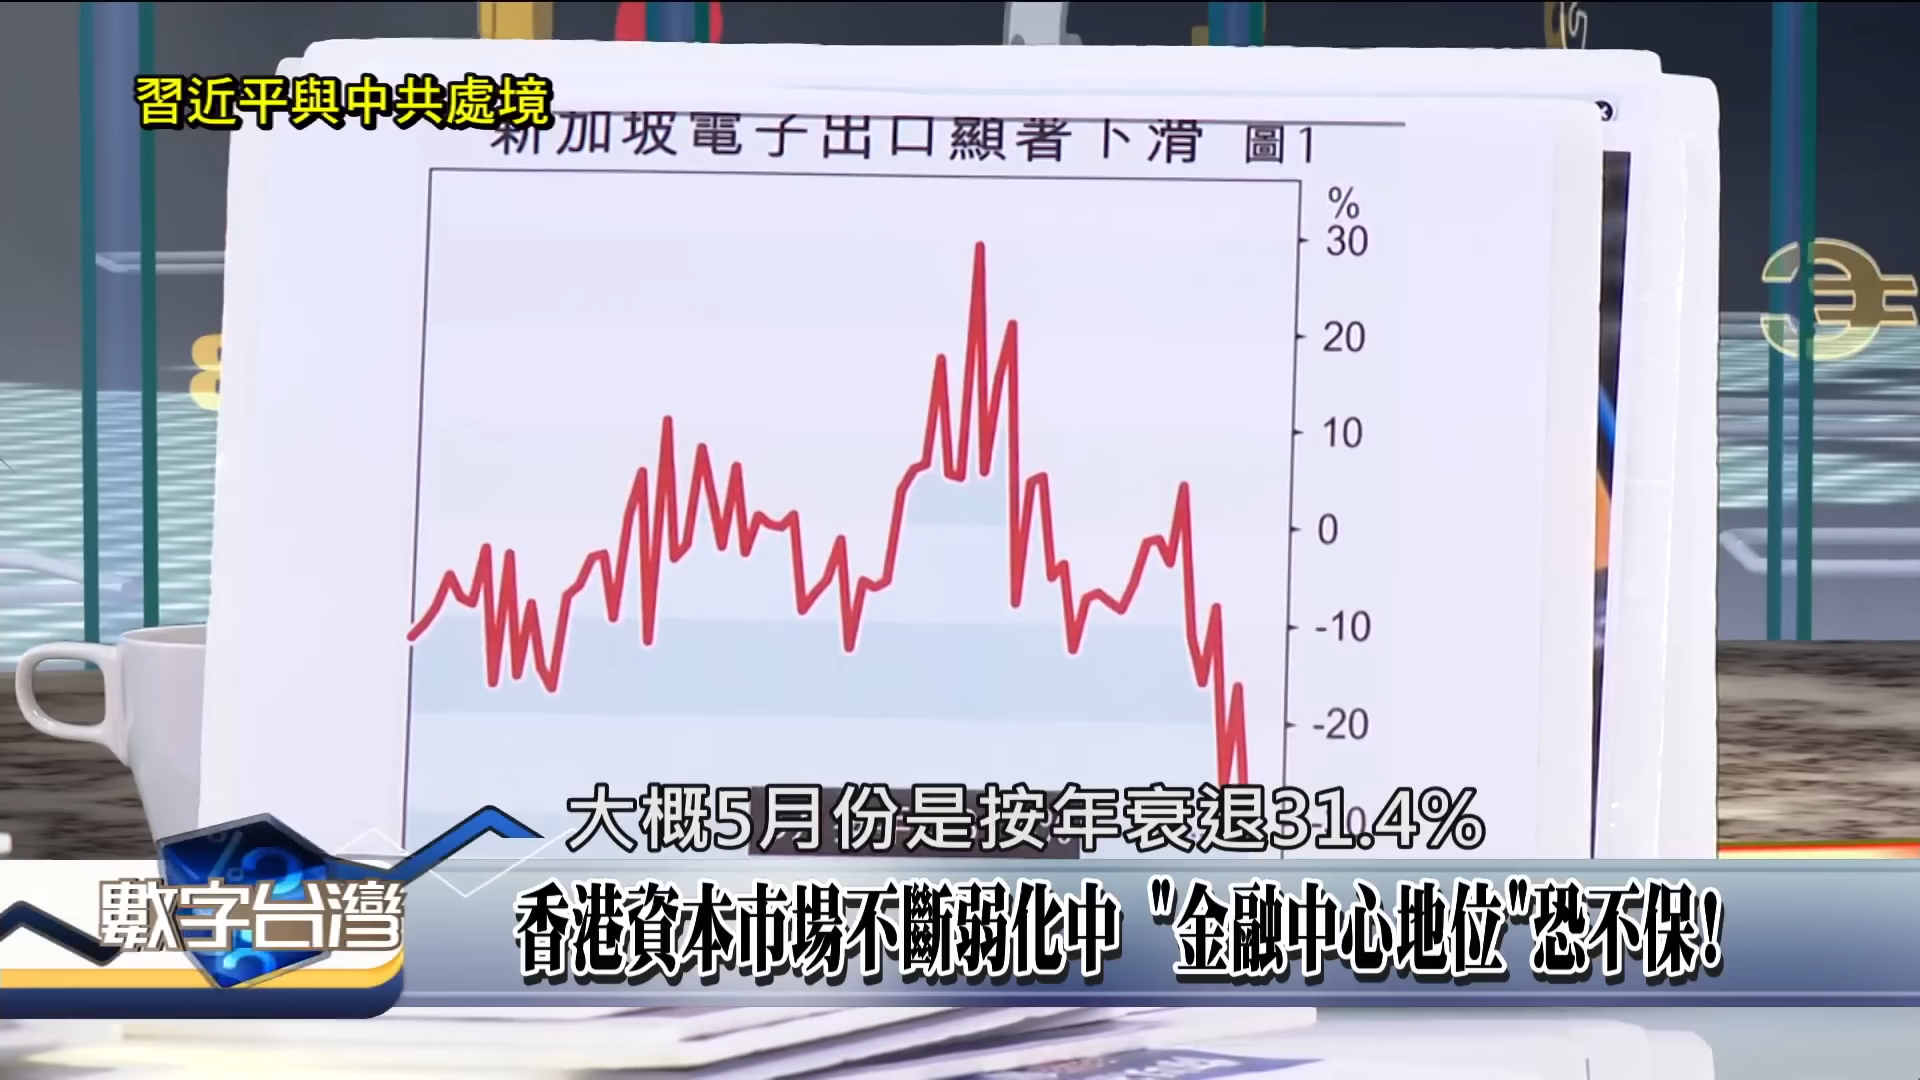 習近平與中共處境
新加坡電子出口顯著下滑 圖1
%
30
20
10
0
-10
-20
大概5月份是按年衰退31.4%
數字台灣
香港資本市場不斷弱化中 "金融中心地位"恐不保!